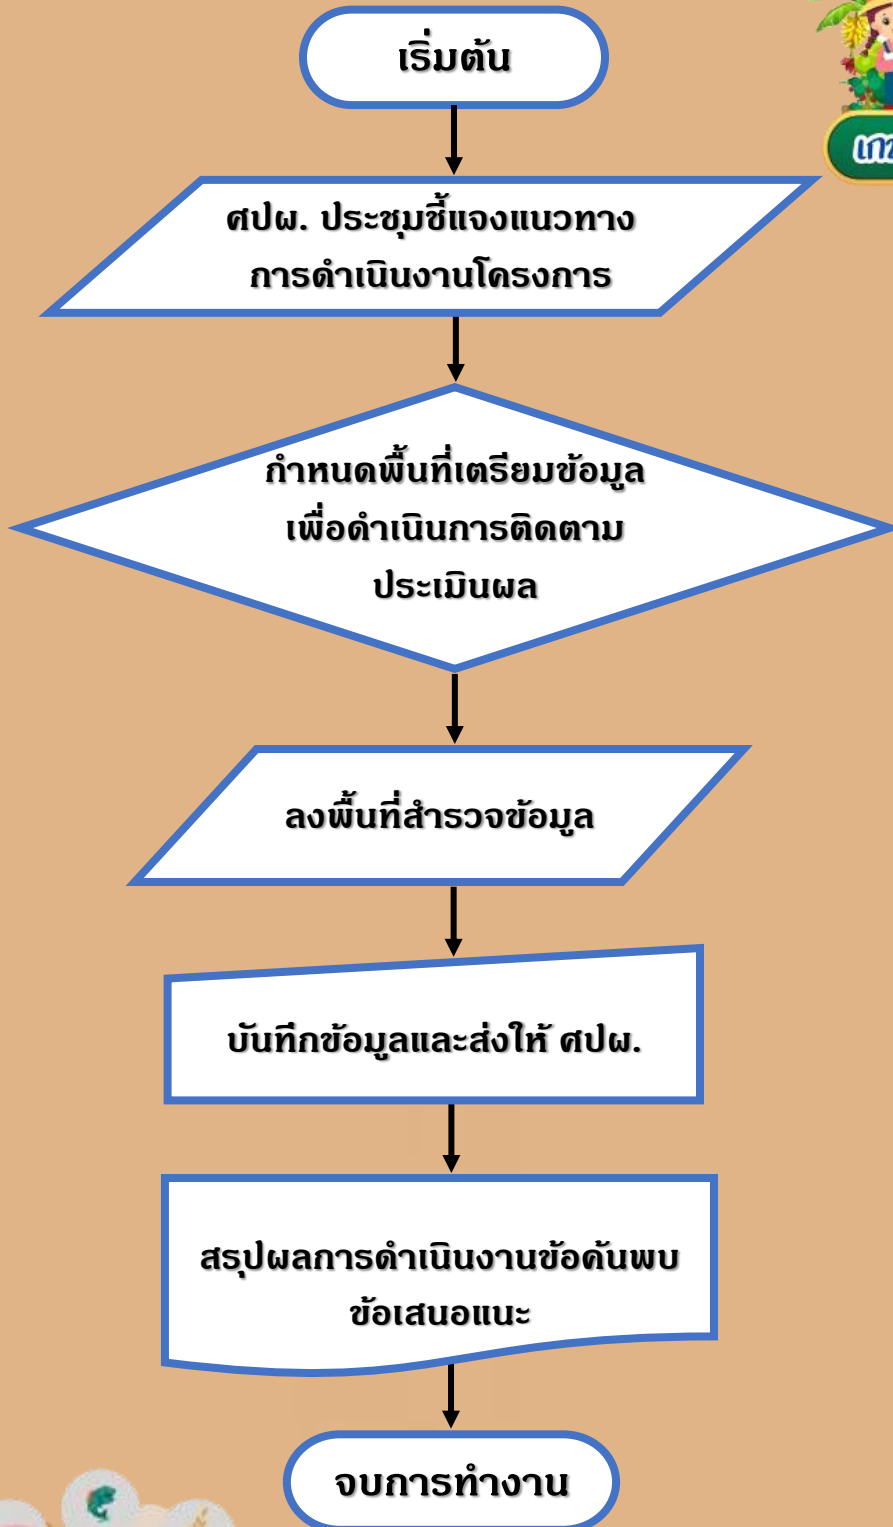 เริ่มต้น
ศปผ. ประชุมชี้แจงแนวทาง
การดำเนินงานโครงการ
กำหนดพื้นที่เตรียมข้อมูล
เพื่อดำเนินการติดตาม
ประเมินผล
ลงพื้นที่สำรวจข้อมูล
บันทึกข้อมูลและส่งให้ ศปผ.
สรุปผลการดำเนินงานข้อค้นพบ
ข้อเสนอแนะ
จบการทำงาน